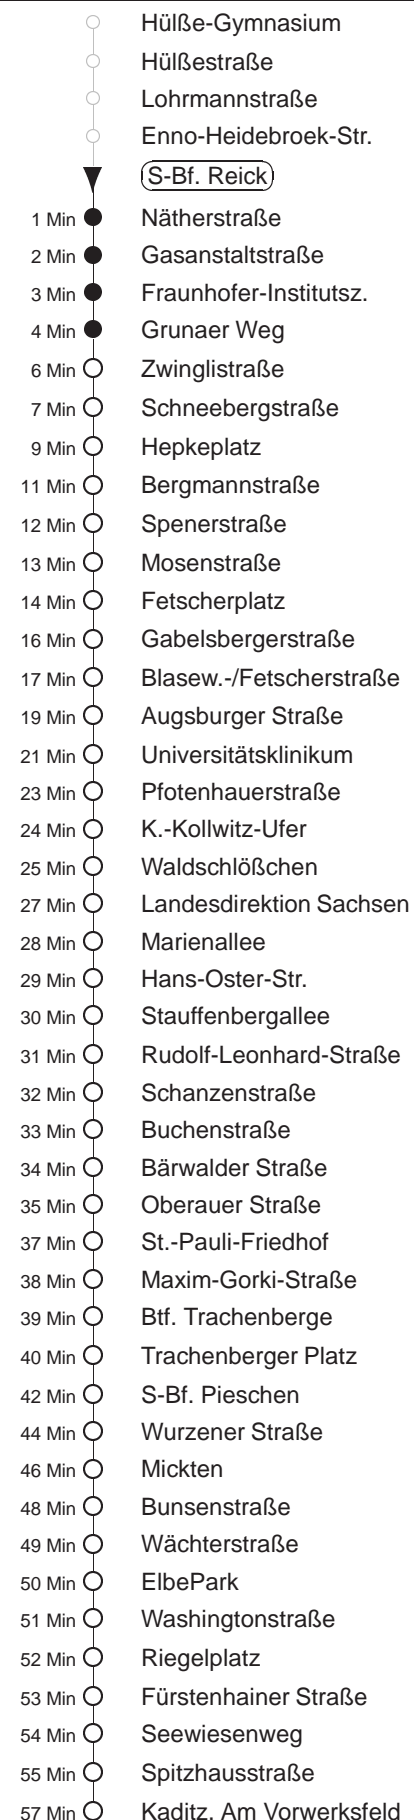 Hülße-Gymnasium
Hülßestraße
Lohrmannstraße
Enno-Heidebroek-Str.
S-Bf. Reick
1 Min Nätherstraße
2 Min Gasanstaltstraße
3 Min Fraunhofer-Institutsz.
4 Min Grunaer Weg
6 Min Zwinglistraße
7 Min Schneebergstraße
9 Min Hepkeplatz
11 Min Bergmannstraße
12 Min Spenerstraße
13 Min Mosenstraße
14 Min Fetscherplatz
16 Min Gabelsbergerstraße
17 Min Blasew.-/Fetscherstraße
19 Min Augsburger Straße
21 Min Universitätsklinikum
23 Min Pfotenhauerstraße
24 Min K.-Kollwitz-Ufer
25 Min Waldschlößchen
27 Min Landesdirektion Sachsen
28 Min Marienallee
29 Min Hans-Oster-Str.
30 Min Stauffenbergallee
31 Min Rudolf-Leonhard-Straße
32 Min Schanzenstraße
33 Min Buchenstraße
34 Min Bärwalder Straße
35 Min Oberauer Straße
37 Min St.-Pauli-Friedhof
38 Min Maxim-Gorki-Straße
39 Min Btf. Trachenberge
40 Min Trachenberger Platz
42 Min S-Bf. Pieschen
44 Min Wurzener Straße
46 Min Mickten
48 Min Bunsenstraße
49 Min Wächterstraße
50 Min ElbePark
51 Min Washingtonstraße
52 Min Riegelplatz
53 Min Fürstenhainer Straße
54 Min Seewiesenweg
55 Min Spitzhausstraße
57 Min Kaditz, Am Vorwerksfeld